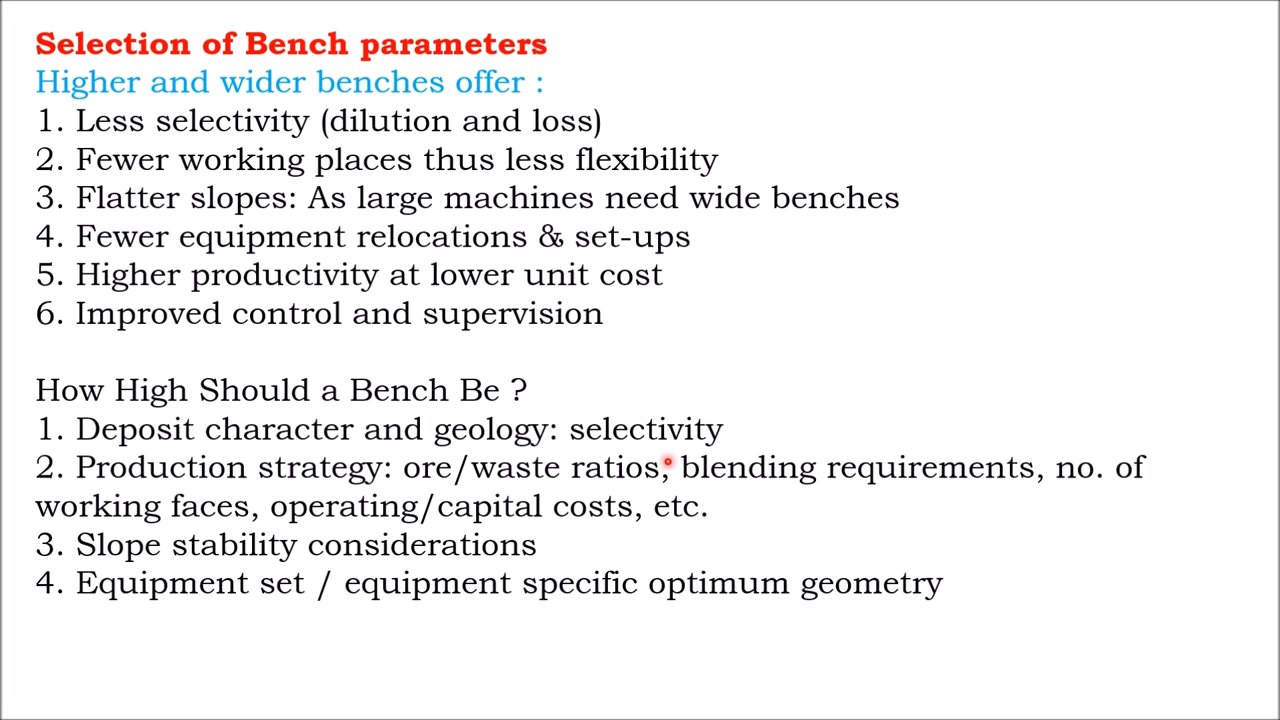 Selection of Bench parameters
Higher and wider benches offer :
1. Less selectivity (dilution and loss)
2. Fewer working places thus less flexibility
3. Flatter slopes: As large machines need wide benches
4. Fewer equipment relocations & set-ups
5. Higher productivity at lower unit cost
6. Improved control and supervision
How High Should a Bench Be ?
1. Deposit character and geology: selectivity
2. Production strategy: ore/waste ratios, blending requirements, no. of
working faces, operating/capital costs, etc.
3. Slope stability considerations
4. Equipment set / equipment specific optimum geometry